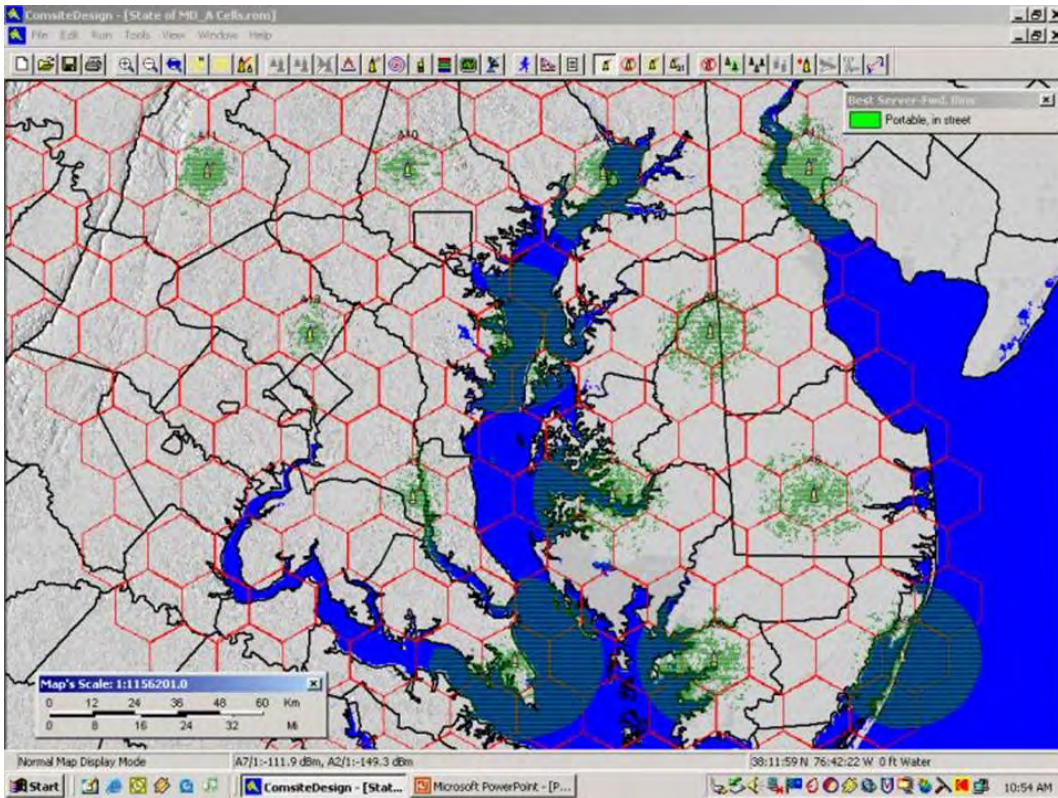 ComsiteDesign - [State of MD_A Cells.rom]
File Edit Run Tools View Window Help
Best Server-Fwd.
Portable, in street
A11
A10
Map's Scale: 1:1156201.0
0 12 24 36 48 60 Km
0 8 16 24 32 Mi
Normal Map Display Mode
A7/1:-111.9 dBm, A2/1:-149.3 dBm
38:11:59 N 76:42:22 W 0 ft Water
Start
ComsiteDesign - [Stat...
Microsoft PowerPoint - [P...
10:54 AM